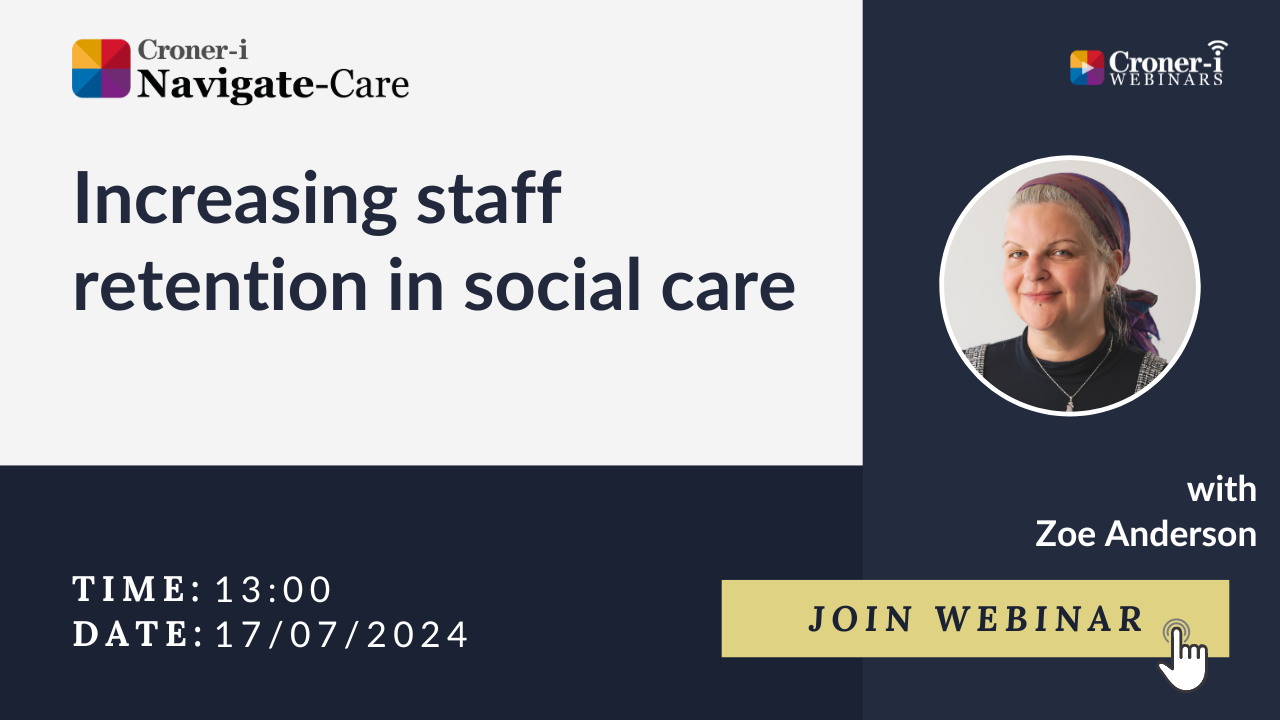 Croner-i
Navigate-Care
Croner-i
WEBINARS
Increasing staff
retention in social care
with
Zoe Anderson
TIME: 13:00
DATE: 17/07/2024
JOIN WEBINAR